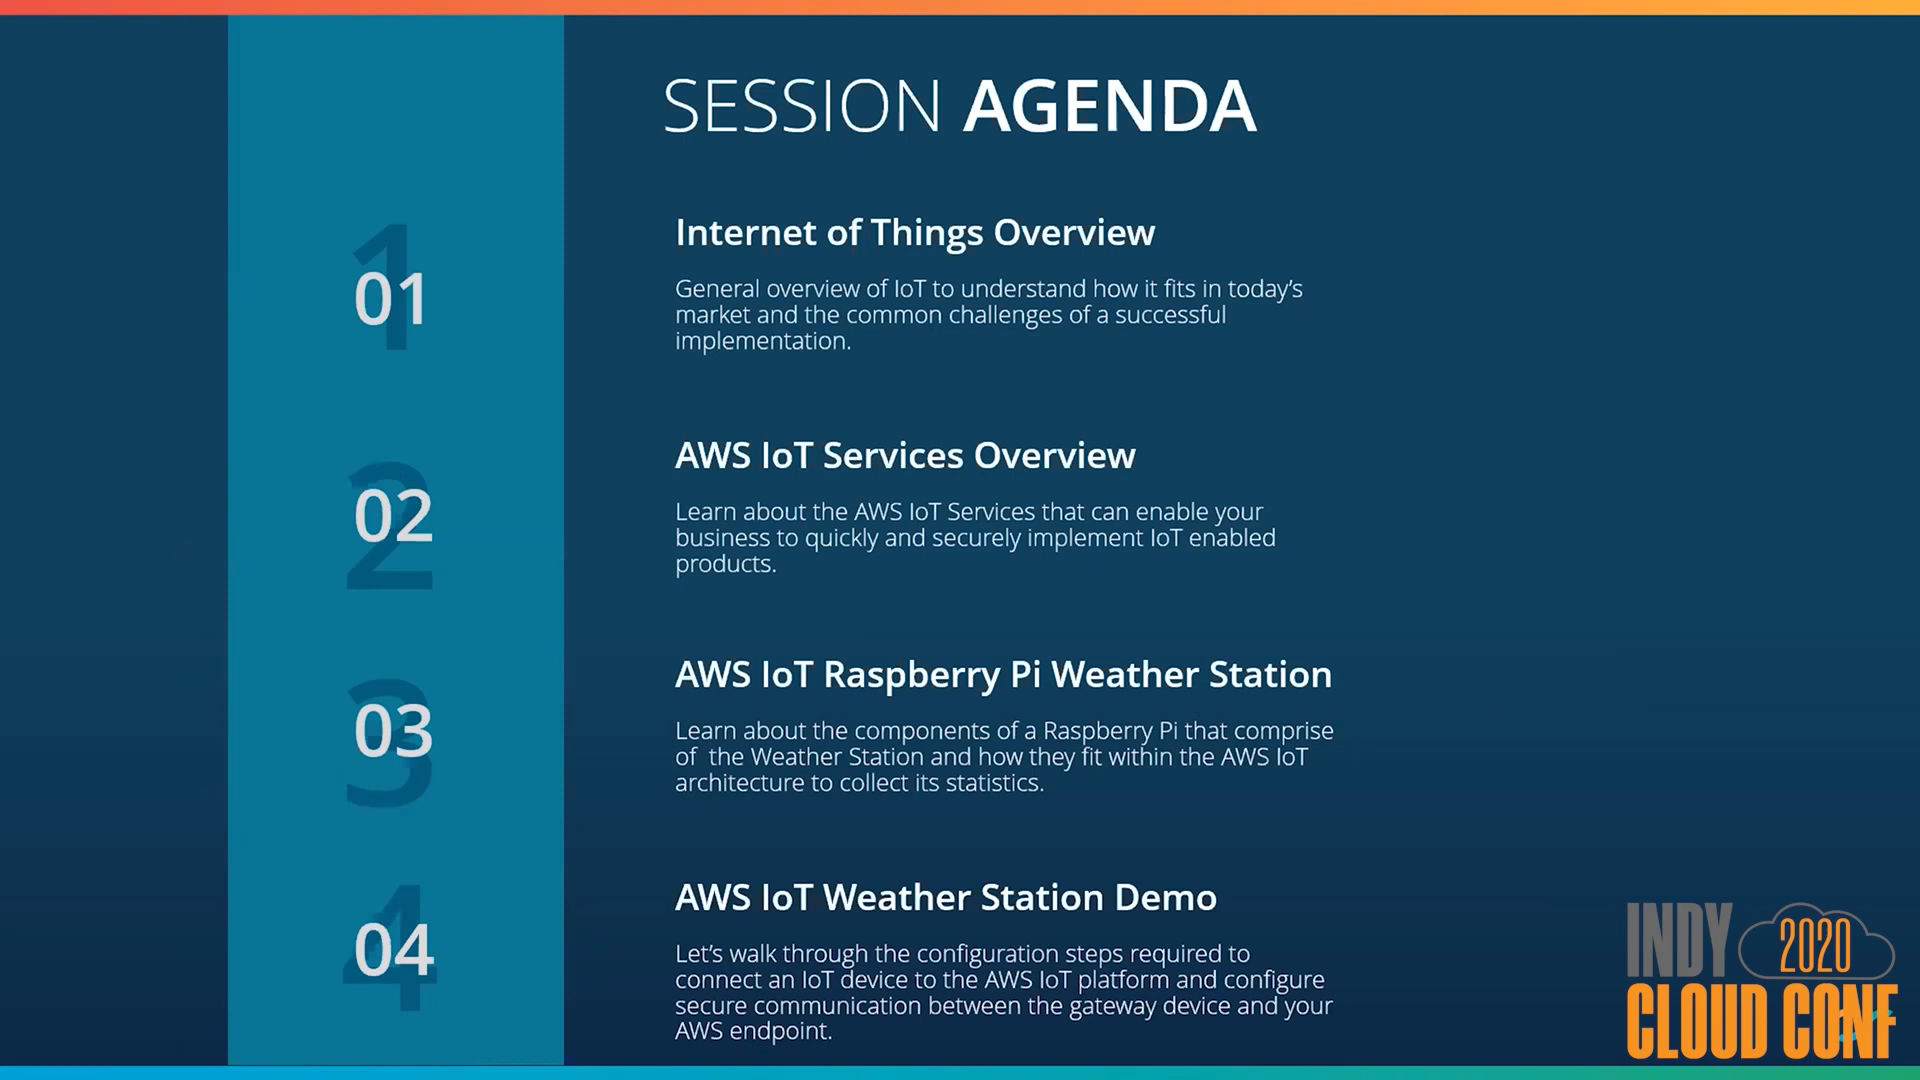 SESSION AGENDA
1
01
Internet of Things Overview
General overview of IoT to understand how it fits in today’s
market and the common challenges of a successful
implementation.
2
02
AWS IoT Services Overview
Learn about the AWS IoT Services that can enable your
business to quickly and securely implement IoT enabled
products.
3
03
AWS IoT Raspberry Pi Weather Station
Learn about the components of a Raspberry Pi that comprise
of  the Weather Station and how they fit within the AWS IoT
architecture to collect its statistics.
4
04
AWS IoT Weather Station Demo
Let’s walk through the configuration steps required to
connect an IoT device to the AWS IoT platform and configure
secure communication between the gateway device and your
AWS endpoint.
INDY 2020
CLOUD CONF